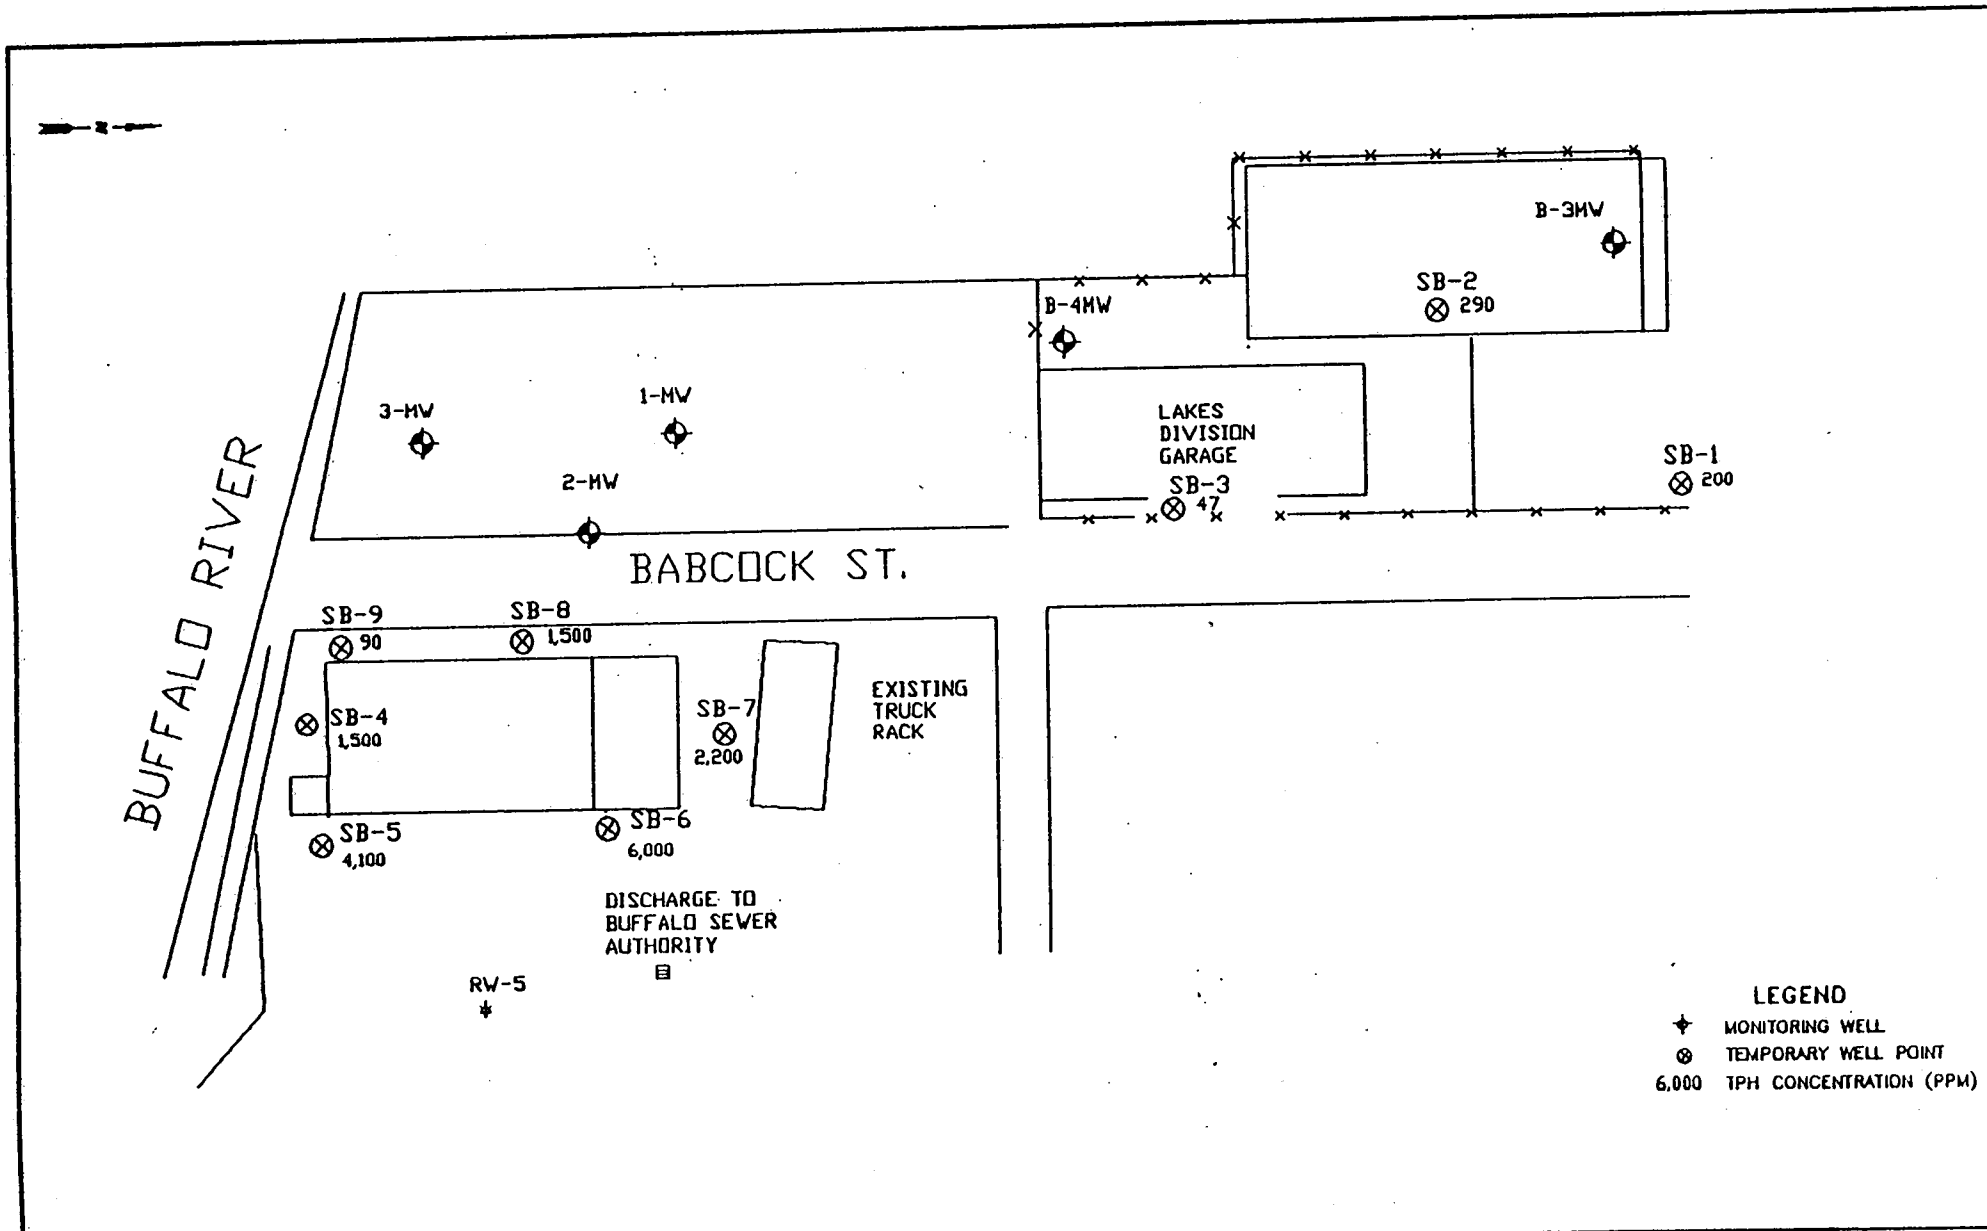 N
B-3MW
SB-2
290
B-4MW
3-MW
1-MW
2-MW
LAKES
DIVISION
GARAGE
SB-3
47
SB-1
200
BUFFALO RIVER
BABCOCK ST.
SB-9
90
SB-8
1,500
SB-4
1,500
SB-7
2,200
EXISTING
TRUCK
RACK
SB-5
4,100
SB-6
6,000
DISCHARGE TO
BUFFALO SEWER
AUTHORITY
RW-5
LEGEND
MONITORING WELL
TEMPORARY WELL POINT
6,000 TPH CONCENTRATION (PPM)